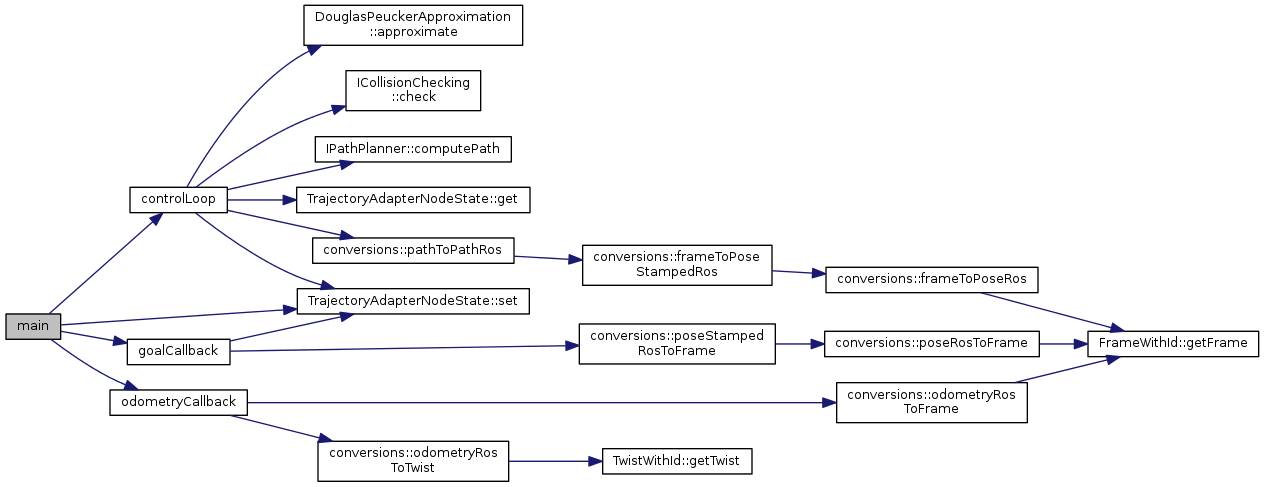 main
controlLoop
goalCallback
odometryCallback
DouglasPeuckerApproximation
::approximate
ICollisionChecking
::check
IPathPlanner::computePath
TrajectoryAdapterNodeState::get
conversions::pathToPathRos
TrajectoryAdapterNodeState::set
conversions::odometryRos
ToTwist
conversions::frameToPose
StampedRos
conversions::poseStamped
RosToFrame
TwistWithId::getTwist
conversions::frameToPoseRos
conversions::poseRosToFrame
conversions::odometryRos
ToFrame
FrameWithId::getFrame